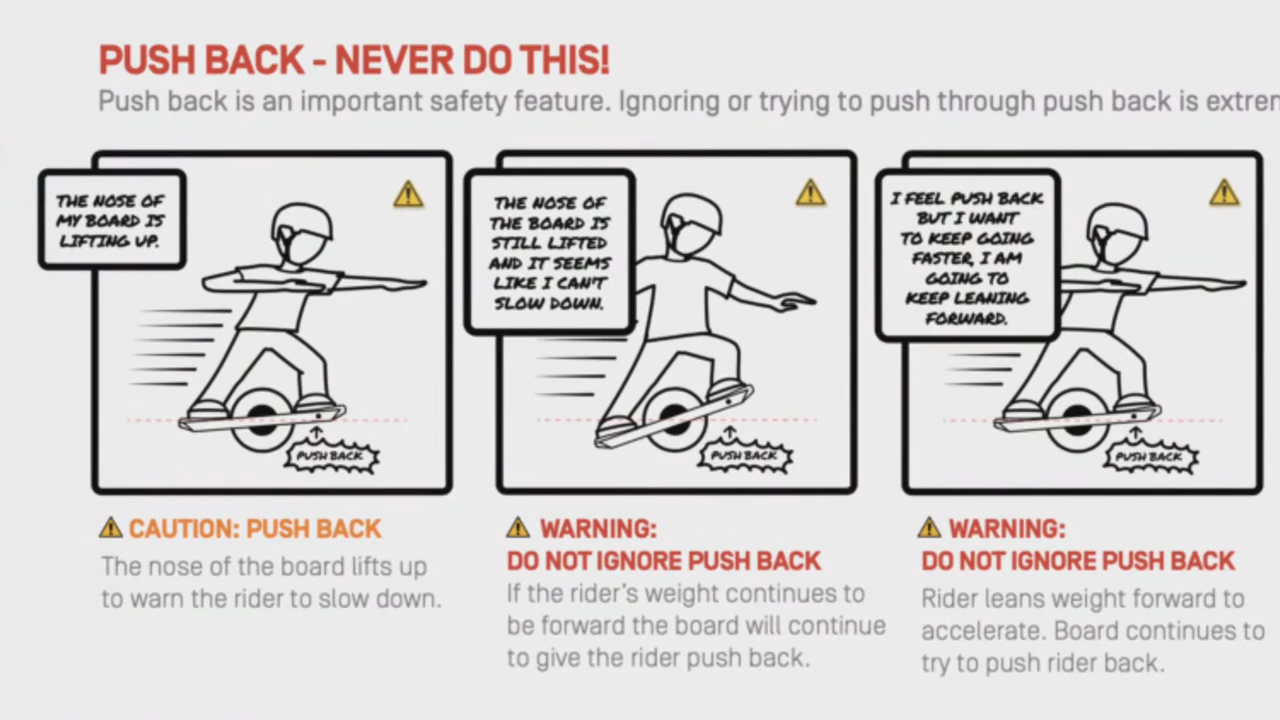 PUSH BACK - NEVER DO THIS!
Push back is an important safety feature. Ignoring or trying to push through push back is
THE NOSE OF
MY BOARD IS
LIFTING UP.
PUSH BACK
CAUTION: PUSH BACK
The nose of the board lifts up
to warn the rider to slow down.
THE NOSE OF
THE BOARD IS
STILL LIFTED
AND IT SEEMS
LIKE I CAN'T
SLOW DOWN.
PUSH BACK
WARNING:
DO NOT IGNORE PUSH BACK
If the rider's weight continues to
be forward the board will continue
to give the rider push back.
I FEEL PUSH BACK
BUT I WANT
TO KEEP GOING
FASTER, I AM
GOING TO
KEEP LEANING
FORWARD.
PUSH BACK
WARNING:
DO NOT IGNORE PUSH BACK
Rider leans weight forward to
accelerate. Board continues to
try to push rider back.